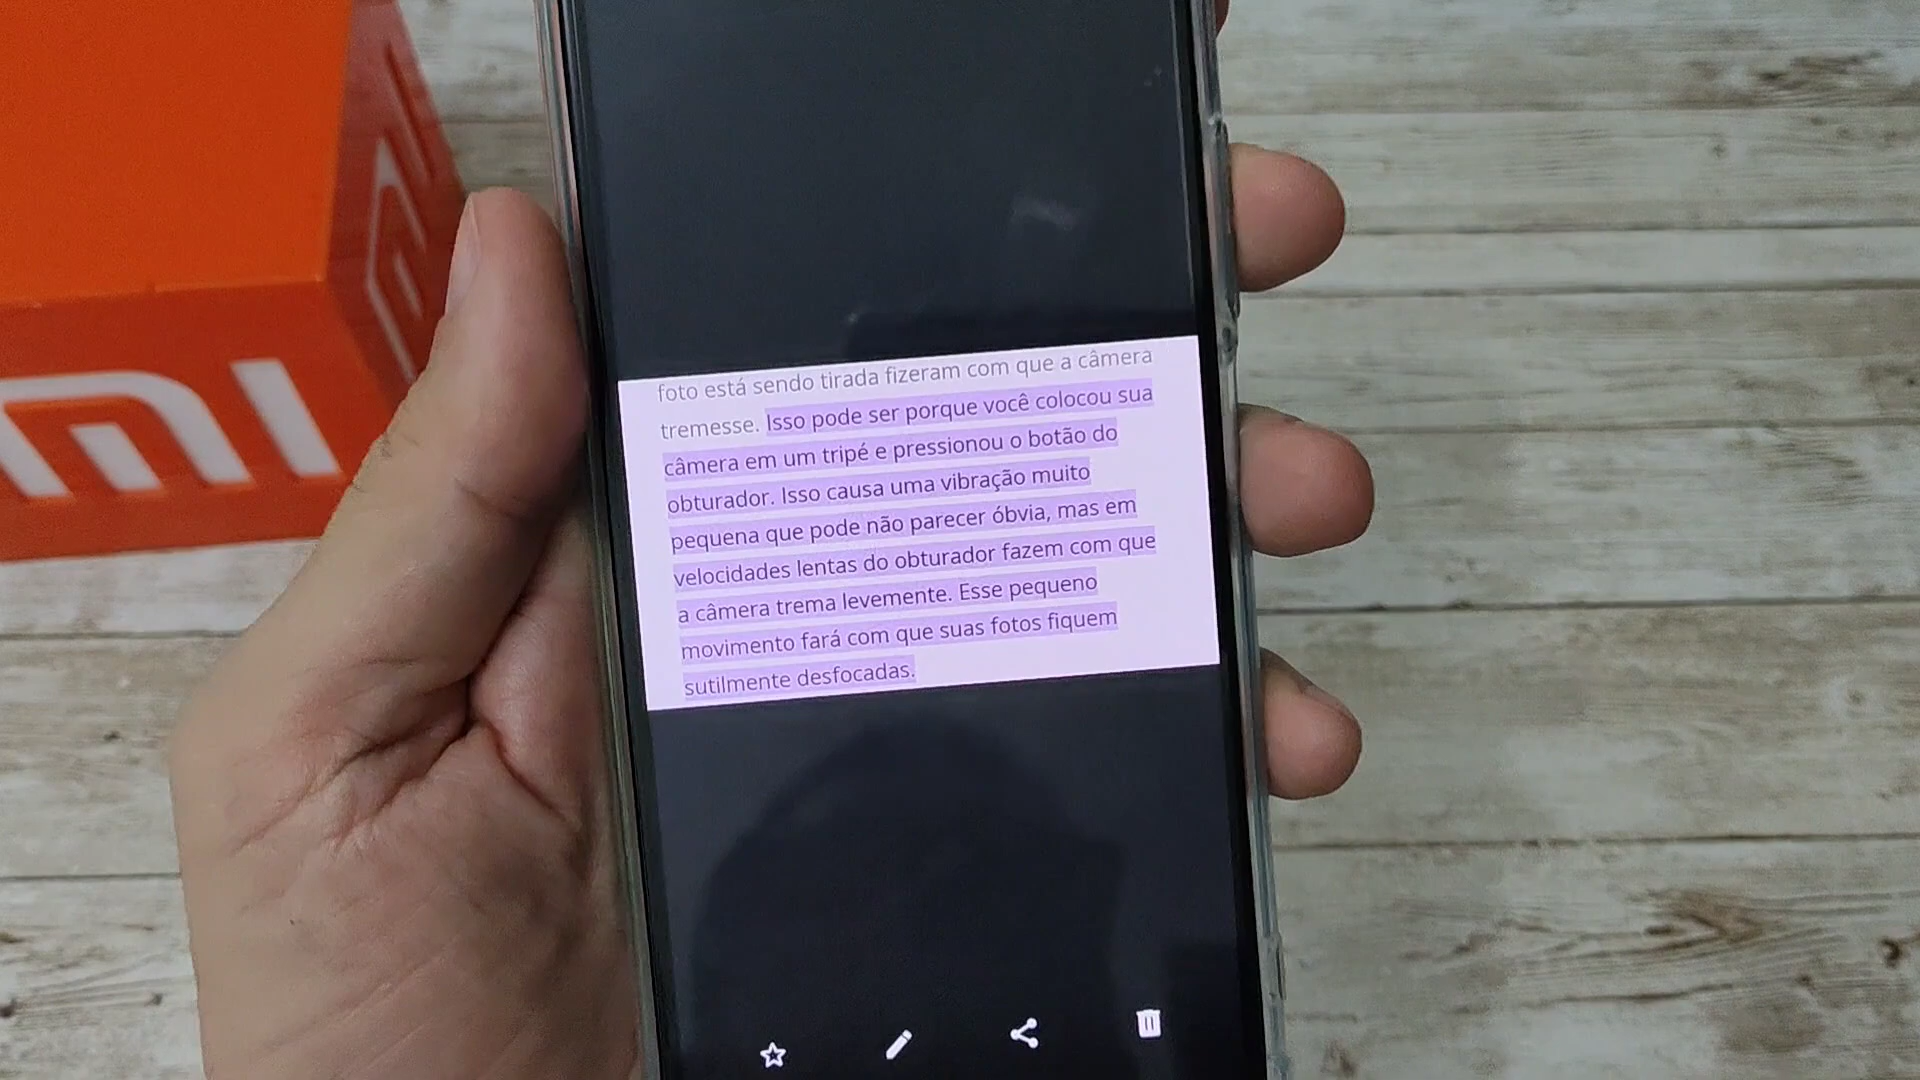 foto está sendo tirada fizeram com que a câmera
tremesse. Isso pode ser porque você colocou sua
câmera em um tripé e pressionou o botão do
obturador. Isso causa uma vibração muito
pequena que pode não parecer óbvia, mas em
velocidades lentas do obturador fazem com que
a câmera trema levemente. Esse pequeno
movimento fará com que suas fotos fiquem
sutilmente desfocadas.
mi
mi